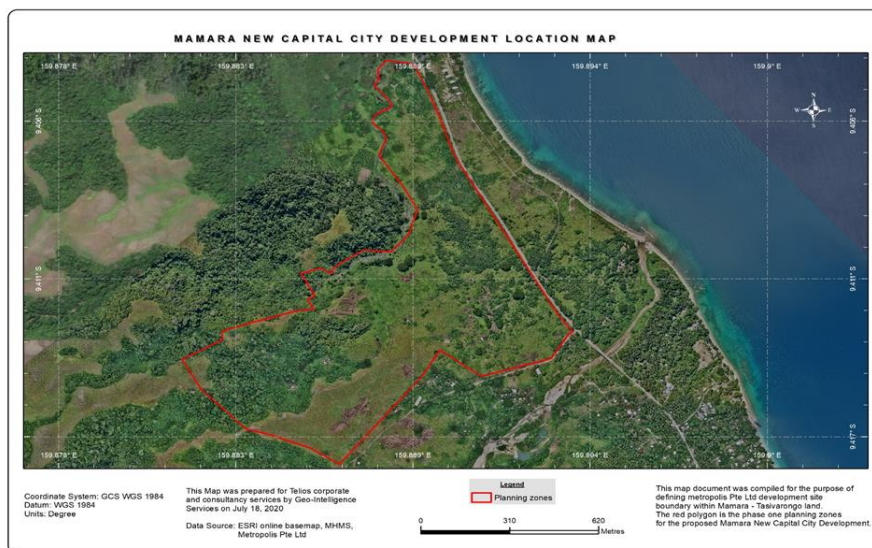 MAMARA NEW CAPITAL CITY DEVELOPMENT LOCATION MAP
159.878° E 159.883° E 159.889° E 159.894° E 159.9° E
N
W E
S
9.406° S 9.406° S
9.411° S 9.411° S
9.417° S 9.417° S
159.878° E 159.883° E 159.889° E 159.894° E 159.9° E
Coordinate System: GCS WGS 1984
Datum: WGS 1984
Units: Degree
This Map was prepared for Telios corporate
and consultancy services by Geo-Intelligence
Services on July 18, 2020
Data Source: ESRI online basemap, MHMS,
Metropolis Pte Ltd
Legend
Planning zones
0 310 620
Metres
This map document was compiled for the purpose of
defining metropolis Pte Ltd development site
boundary within Mamara - Tasivarongo land.
The red polygon is the phase one planning zones
for the proposed Mamara New Capital City Development.